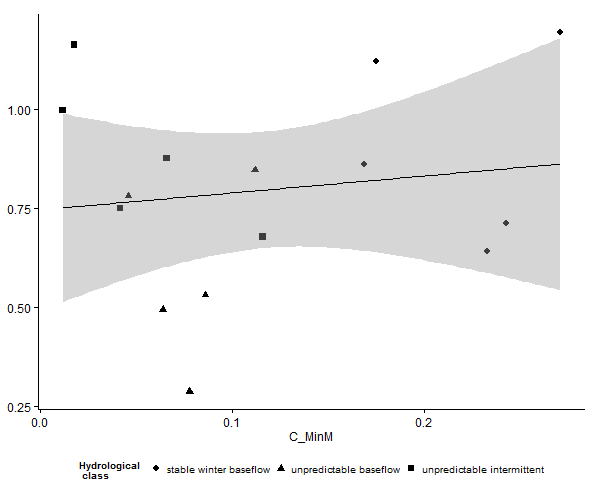 1.00
0.75
0.50
0.25
0.0 0.1 0.2
C_MinM
Hydrological
class
stable winter baseflow unpredictable baseflow unpredictable intermittent